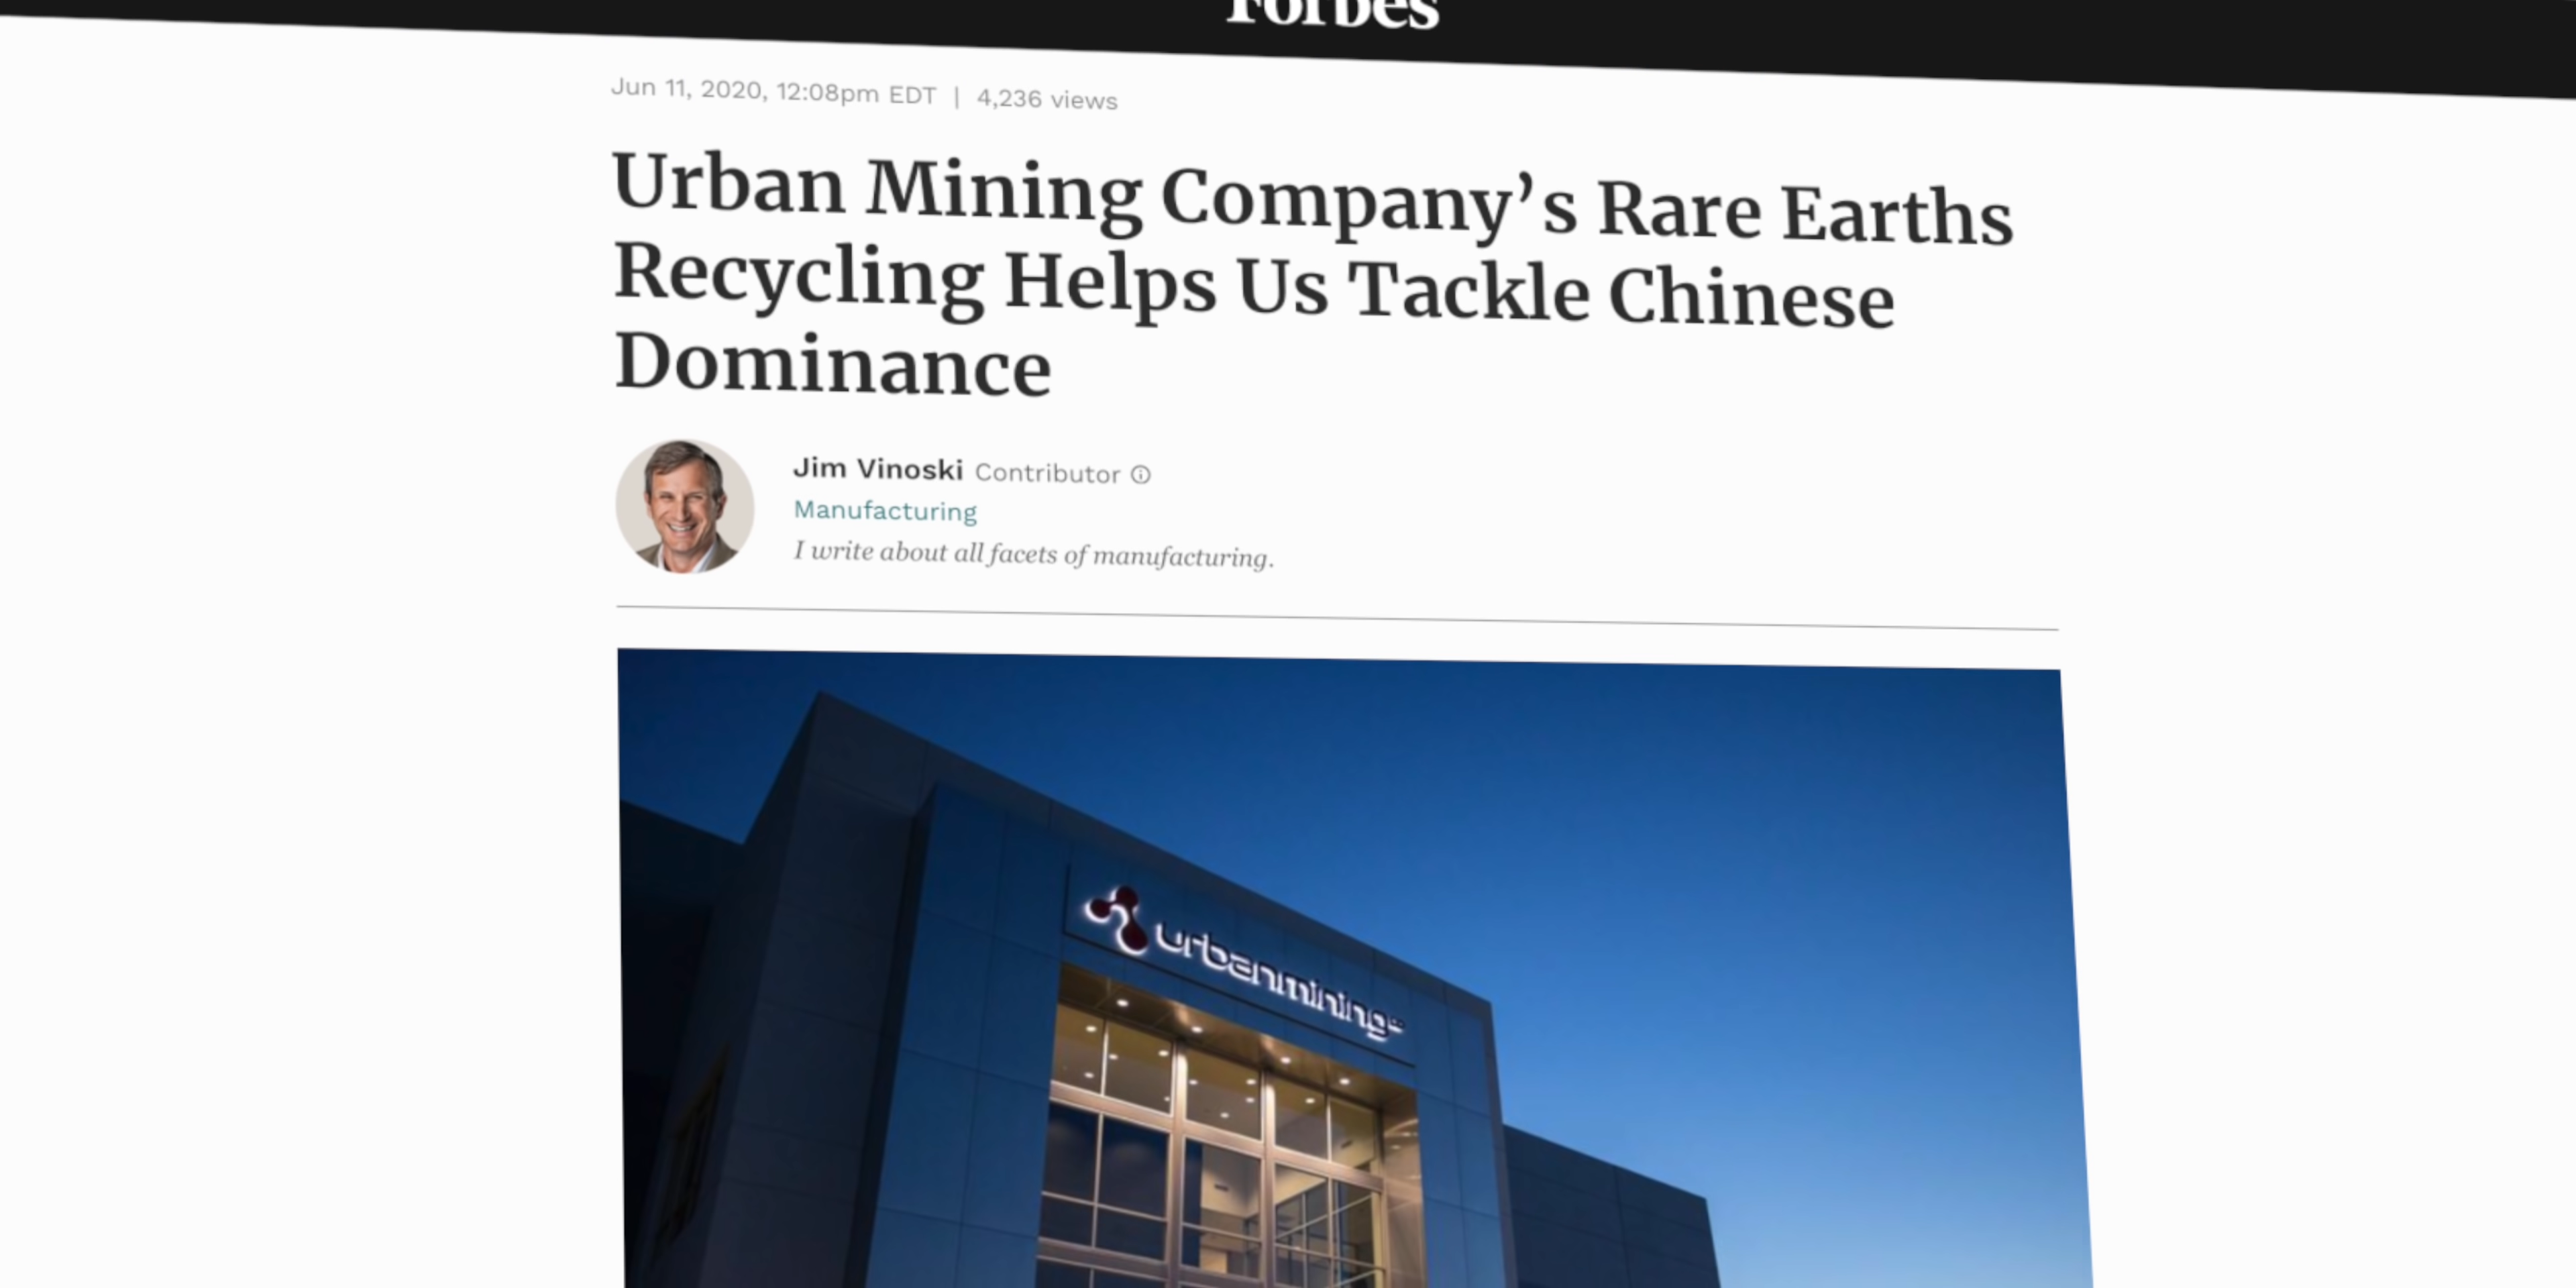 Forbes
Jun 11, 2020, 12:08pm EDT | 4,236 views
Urban Mining Company’s Rare Earths
Recycling Helps Us Tackle Chinese
Dominance
Jim Vinoski Contributor
Manufacturing
I write about all facets of manufacturing.
urbanmining